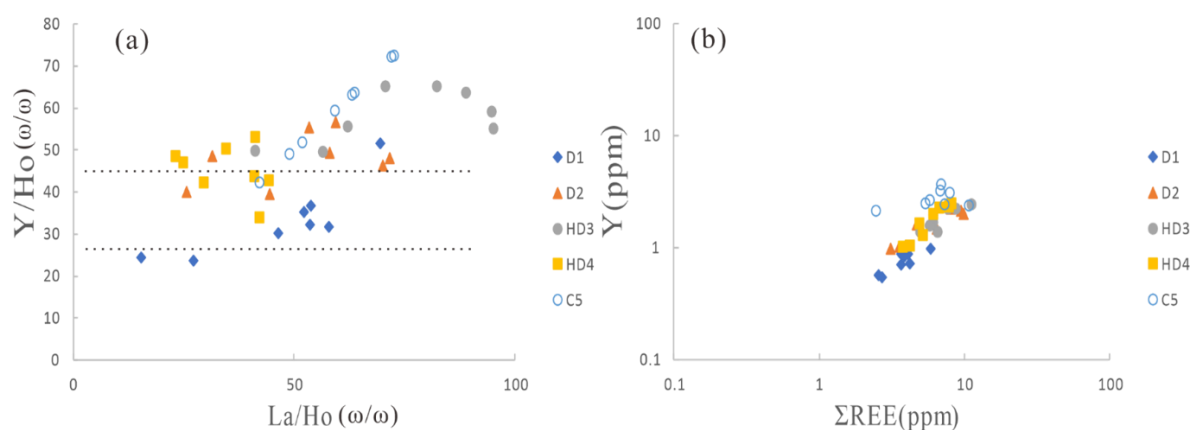 (a)
Y/Ho (ω/ω)
80
70
60
50
40
30
20
10
0
0 50 100
La/Ho (ω/ω)
D1
D2
HD3
HD4
C5
(b)
Y(ppm)
100
10
1
0.1
0.1 1 10 100
ΣREE(ppm)
D1
D2
HD3
HD4
C5